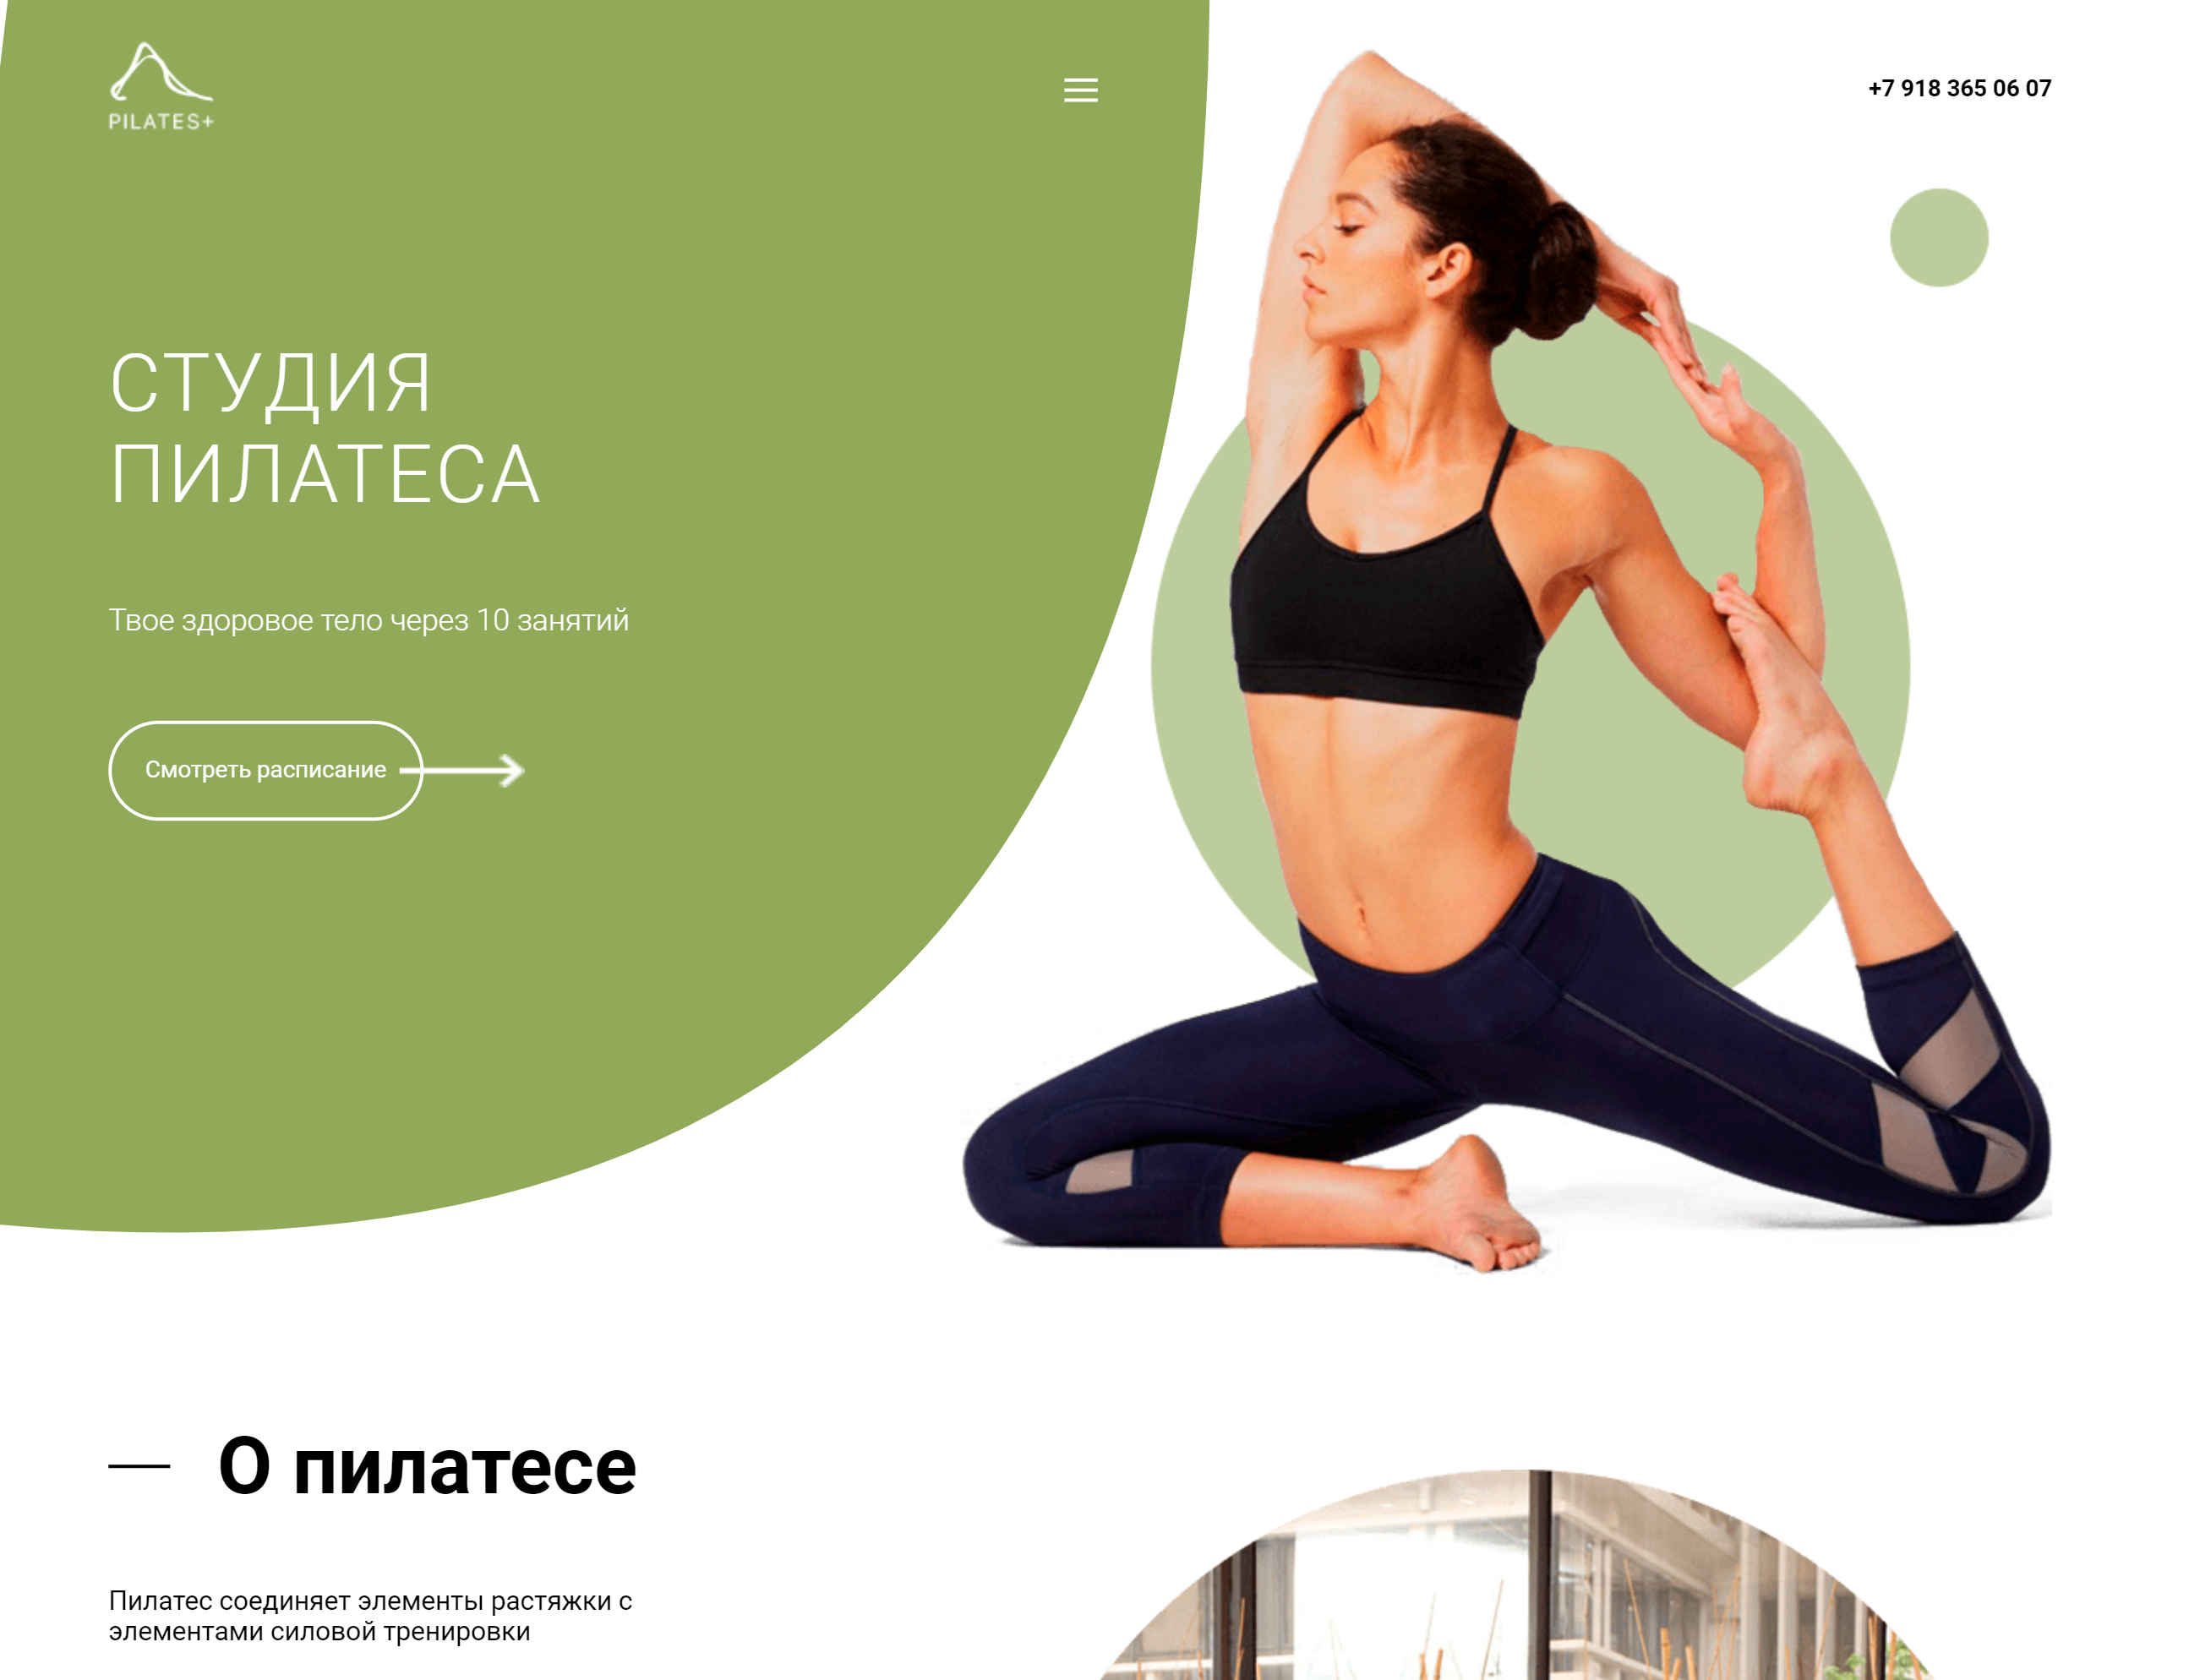 PILATES+
+7 918 365 06 07
СТУДИЯ
ПИЛАТЕСА
Твое здоровое тело через 10 занятий
Смотреть расписание
О пилатесе
Пилатес соединяет элементы растяжки с
элементами силовой тренировки